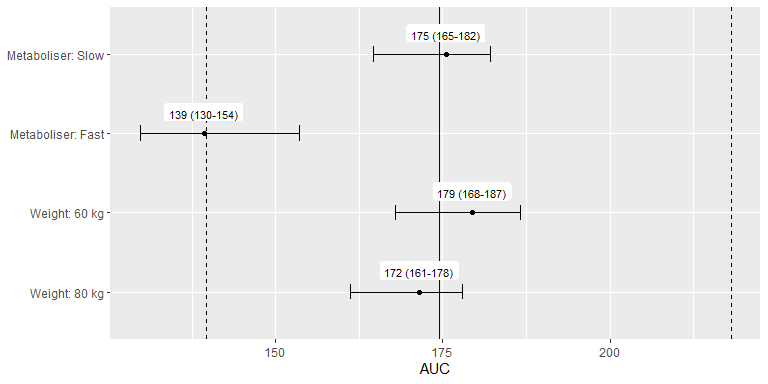 Metaboliser: Slow
175 (165-182)
Metaboliser: Fast
139 (130-154)
Weight: 60 kg
179 (168-187)
Weight: 80 kg
172 (161-178)
150
175
200
AUC